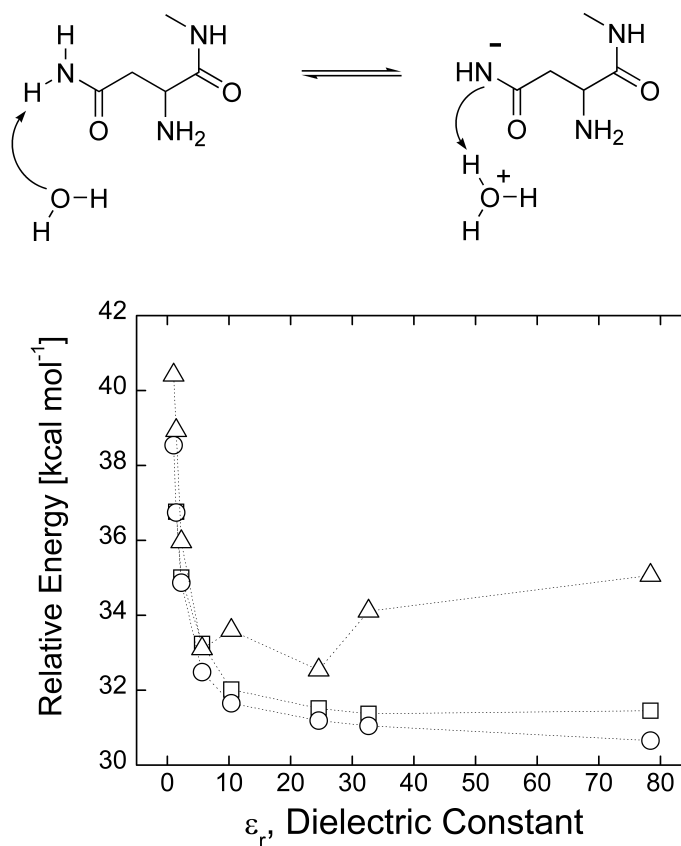 H
H N NH
O O
NH₂
O H
H
-
HN NH
O O
NH₂
H
+
O H
H
42
40
38
36
34
32
30
Relative Energy [kcal mol⁻¹]
0 10 20 30 40 50 60 70 80
εᵣ, Dielectric Constant